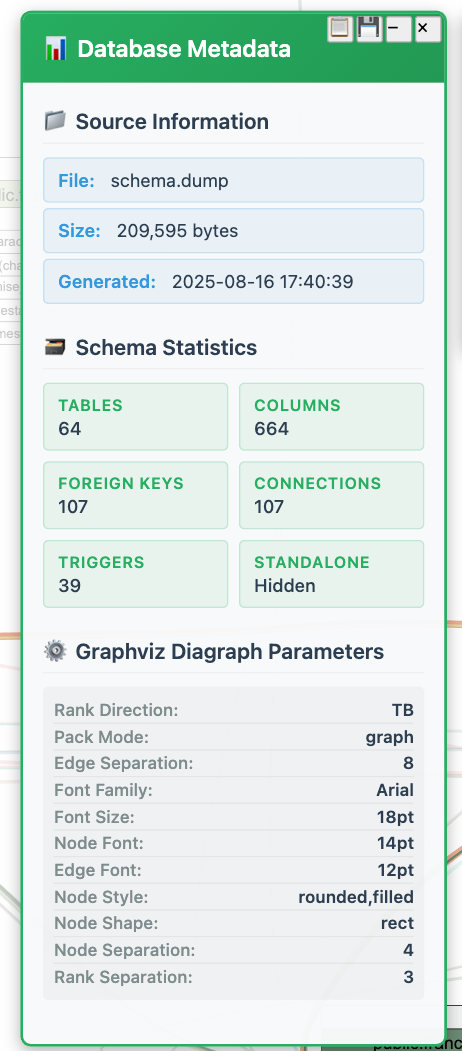 Database Metadata
Source Information
File: schema.dump
Size: 209,595 bytes
Generated: 2025-08-16 17:40:39
Schema Statistics
TABLES
64
COLUMNS
664
FOREIGN KEYS
107
CONNECTIONS
107
TRIGGERS
39
STANDALONE
Hidden
Graphviz Diagraph Parameters
Rank Direction: TB
Pack Mode: graph
Edge Separation: 8
Font Family: Arial
Font Size: 18pt
Node Font: 14pt
Edge Font: 12pt
Node Style: rounded,filled
Node Shape: rect
Node Separation: 4
Rank Separation: 3